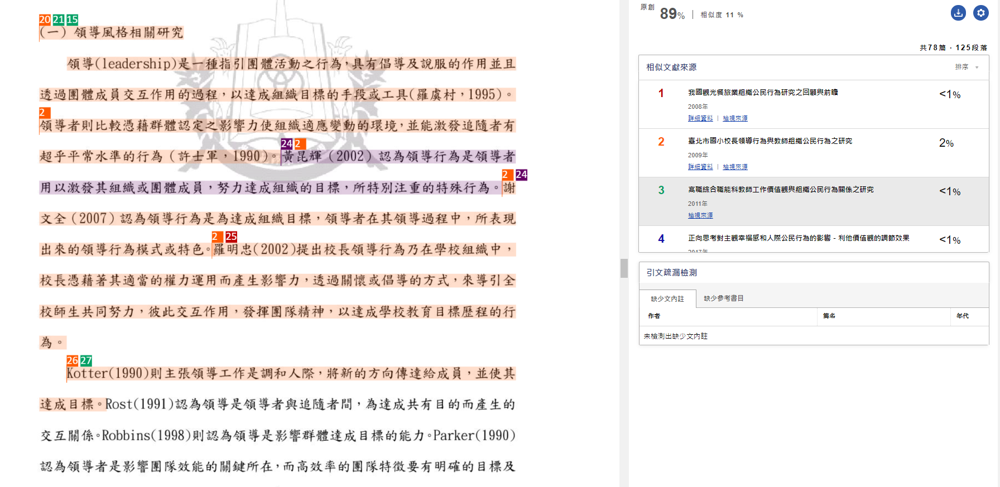 20 21 15
(一) 領導風格相關研究
領導(leadership)是一種指引團體活動之行為，具有倡導及說服的作用並且
透過團體成員交互作用的過程，以達成組織目標的手段或工具(羅虞村，1995)。
2
領導者則比較憑藉群體認定之影響力使組織適應變動的環境，並能激發追隨者有
24 2
超乎平常水準的行為（許士軍，1990）。黃昆輝（2002）認為領導行為是領導者
2 24
用以激發其組織或團體成員，努力達成組織的目標，所特別注重的特殊行為。謝
文全（2007）認為領導行為是為達成組織目標，領導者在其領導過程中，所表現
2 25
出來的領導行為模式或特色。羅明忠(2002)提出校長領導行為乃在學校組織中，
校長憑藉著其適當的權力運用而產生影響力，透過關懷或倡導的方式，來導引全
校師生共同努力，彼此交互作用，發揮團隊精神，以達成學校教育目標歷程的行
為。
26 27
Kotter(1990)則主張領導工作是調和人際，將新的方向傳達給成員，並使其
達成目標。Rost(1991)認為領導是領導者與追隨者間，為達成共有目的而產生的
交互關係。Robbins(1998)則認為領導是影響群體達成目標的能力。Parker(1990)
認為領導者是影響團隊效能的關鍵所在，而高效率的團隊特徵要有明確的目標及
原創 89% | 相似度 11 %
共78篇 · 125段落
相似文獻來源 排序
1 我國觀光餐旅業組織公民行為研究之回顧與前瞻 <1%
2008年
詳細資料 | 檢視來源
2 臺北市國小校長領導行為與教師組織公民行為之研究 2%
2009年
詳細資料 | 檢視來源
3 高職綜合職能科教師工作價值觀與組織公民行為關係之研究 <1%
2011年
檢視來源
4 正向思考對主觀幸福感和人際公民行為的影響－利他價值觀的調節效果 <1%
2017年
引文疏漏檢測
缺少文內註 缺少參考書目
作者 篇名 年代
未檢測出缺少文內註